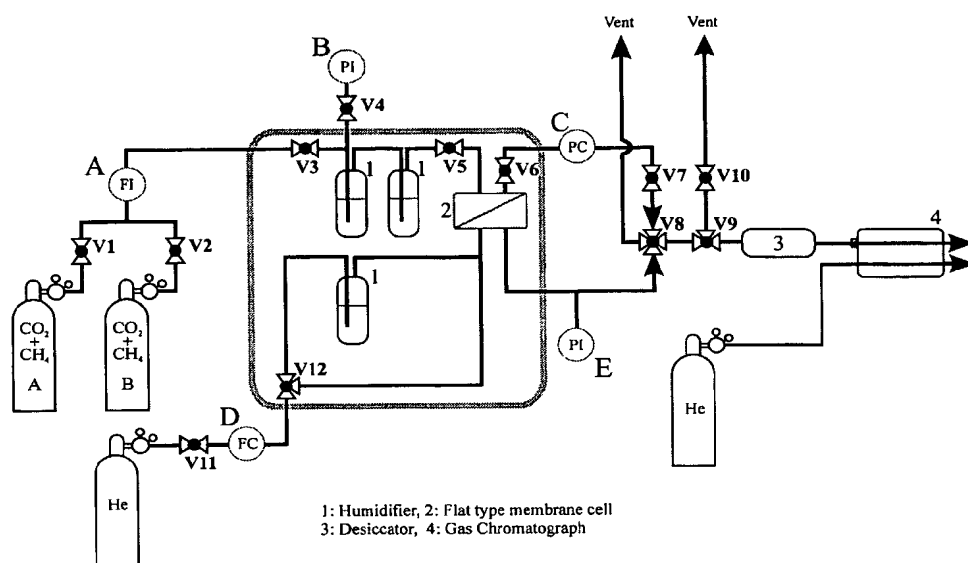 Vent
Vent
B
PI
V4
C
PC
A
FI
V3
1
1
V5
V6
V7
V10
2
V8
V9
3
4
V1
V2
1
CO₂
+
CH₄
A
CO₂
+
CH₄
B
PI
E
V12
He
D
FC
V11
He
1: Humidifier, 2: Flat type membrane cell
3: Desiccator, 4: Gas Chromatograph